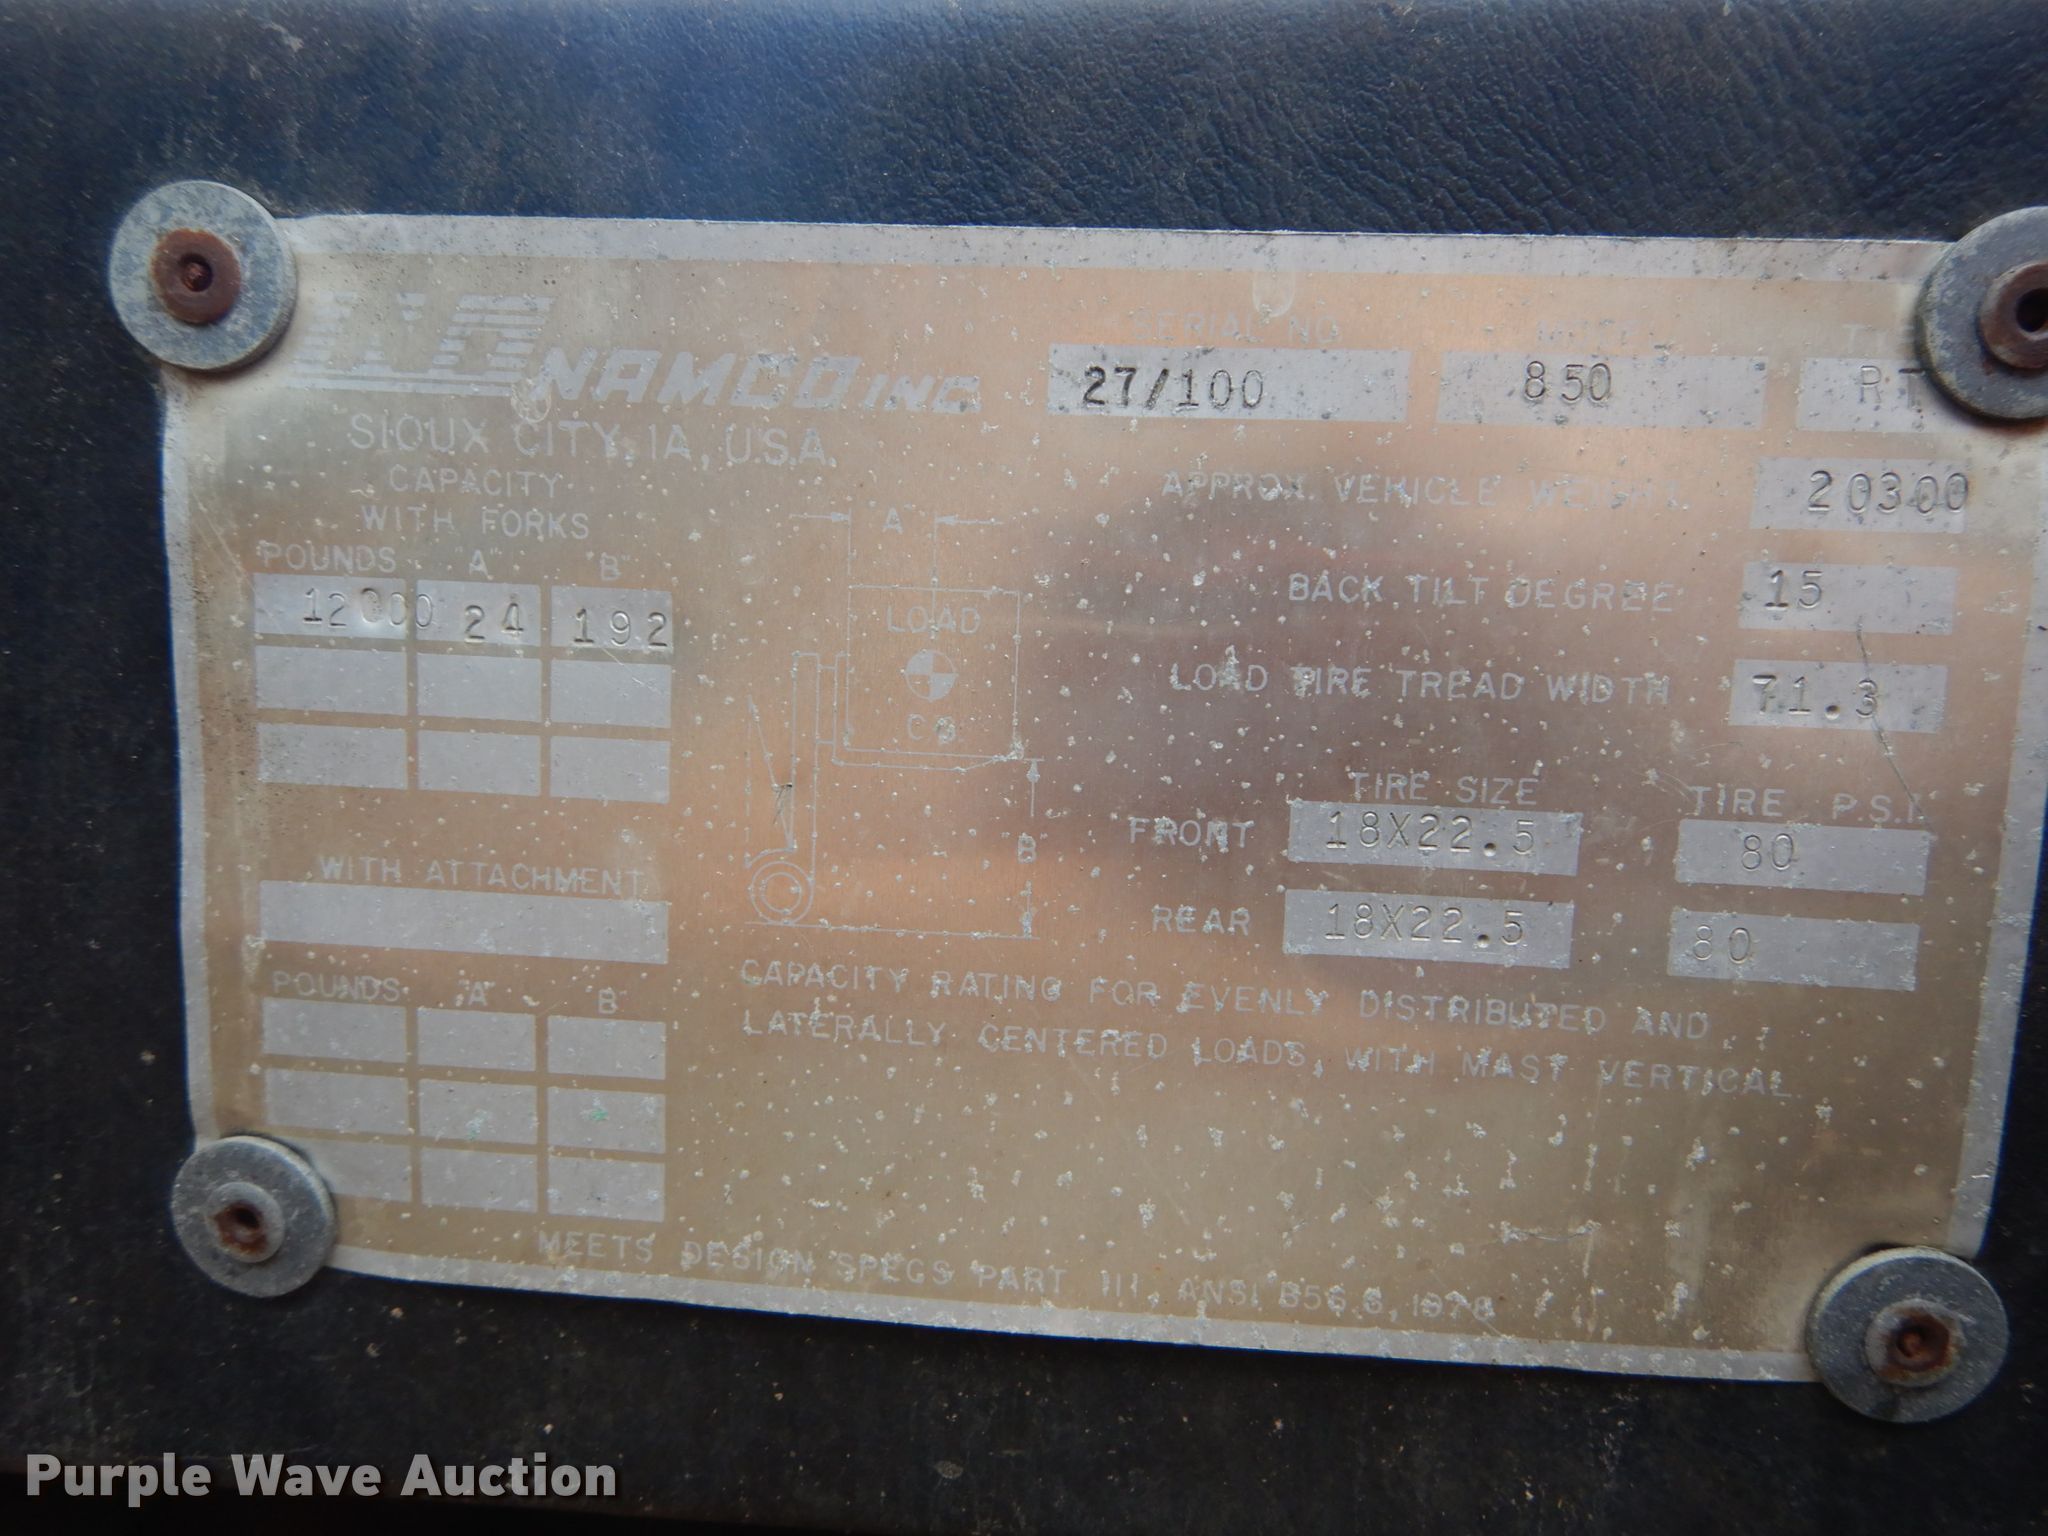 NAMCO INC.
SIOUX CITY, IA, U.S.A.
SERIAL NO.
27/100
MODEL
850
RT
CAPACITY
WITH FORKS
POUNDS "A" "B"
12000 24 192
WITH ATTACHMENT
POUNDS "A" "B"
A
LOAD
C G
B
APPROX. VEHICLE WEIGHT 20300
BACK TILT DEGREE 15
LOAD TIRE TREAD WIDTH 71.3
TIRE SIZE TIRE P.S.I.
FRONT 18X22.5 80
REAR 18X22.5 80
CAPACITY RATING FOR EVENLY DISTRIBUTED AND
LATERALLY CENTERED LOADS, WITH MAST VERTICAL.
MEETS DESIGN SPECS PART III, ANSI B56.6, 1978
Purple Wave Auction